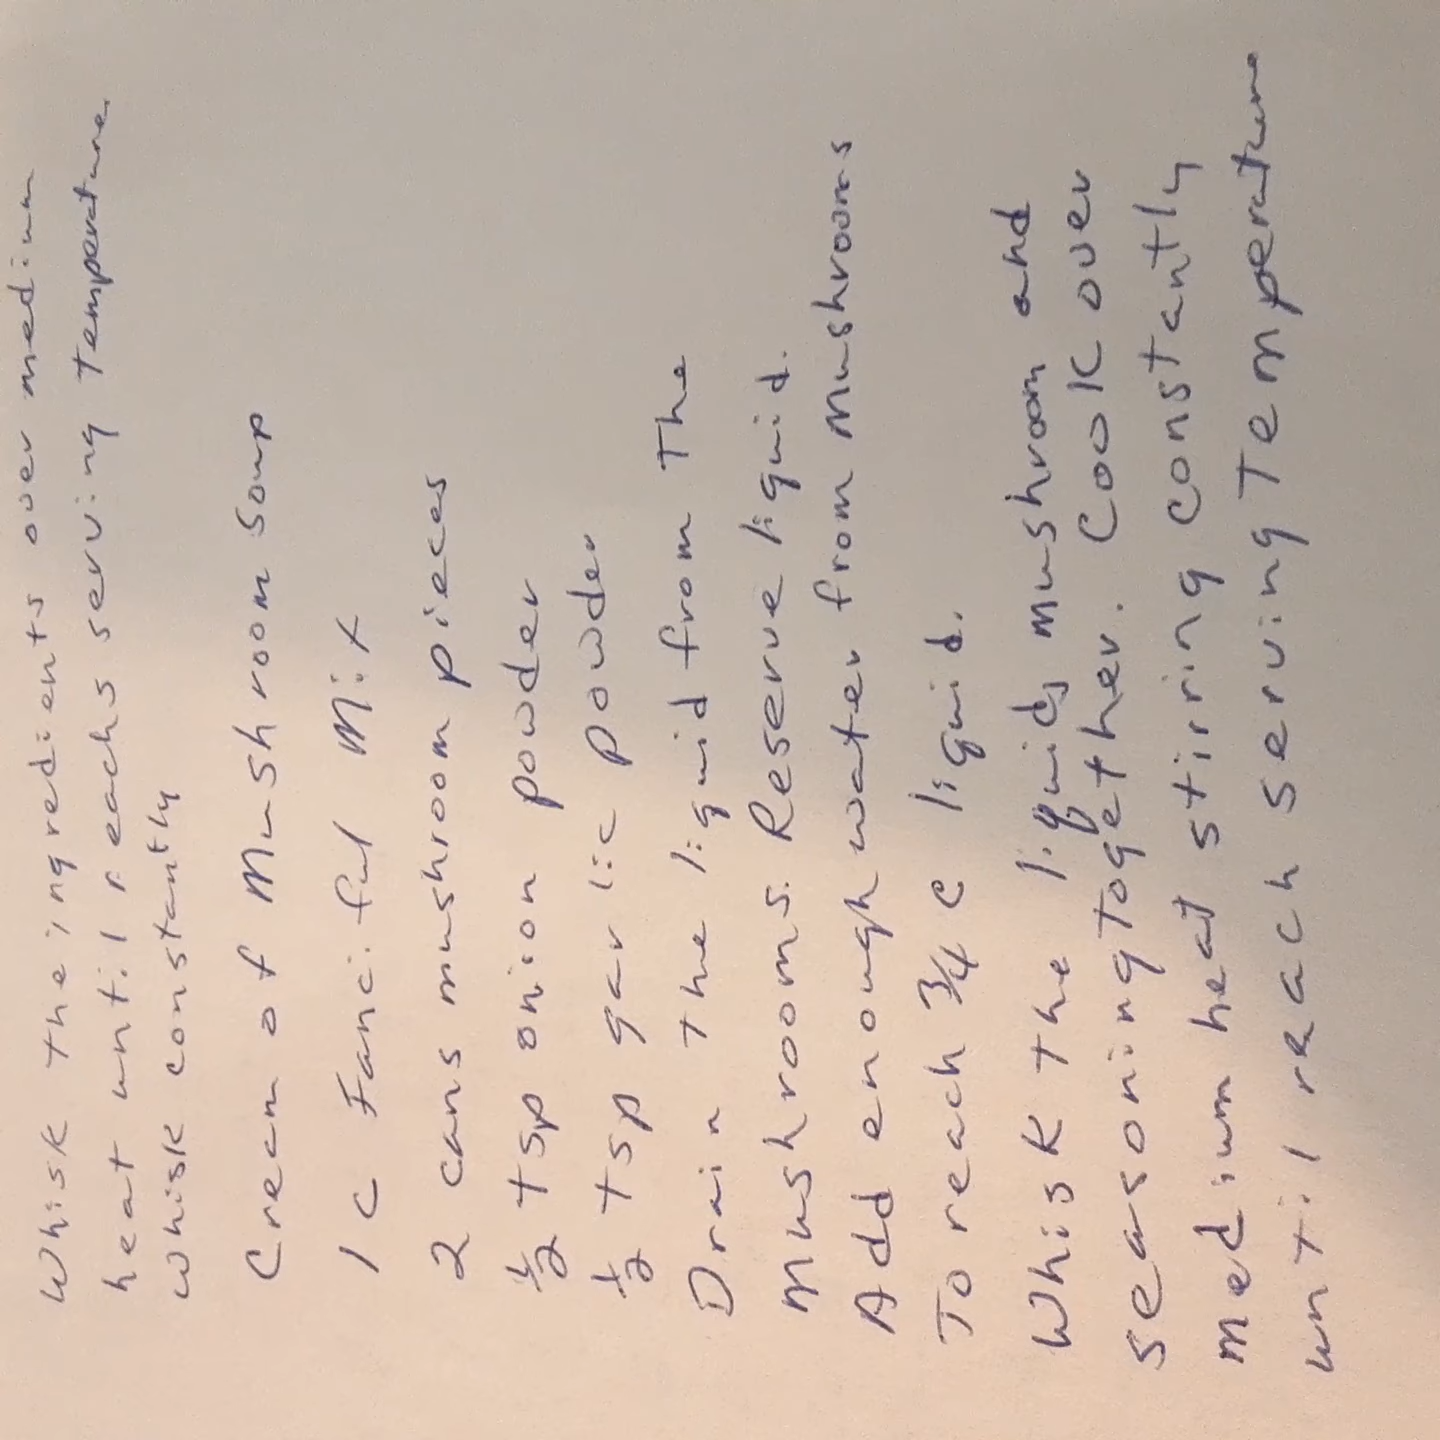 Whisk the ingredients over medium
heat until reachs serving temperature.
whisk constantly
Cream of Mushroom soup
1 c Fanciful Mix
2 cans mushroom pieces
1/2 tsp onion powder
1/2 tsp garlic powder
Drain the liquid from the
mushrooms. Reserve liquid.
Add enough water from mushrooms
To reach 3/4 c liquid.
Whisk the liquid, mushroom and
seasoning together. Cook over
medium heat stirring constantly
until reach serving Temperature